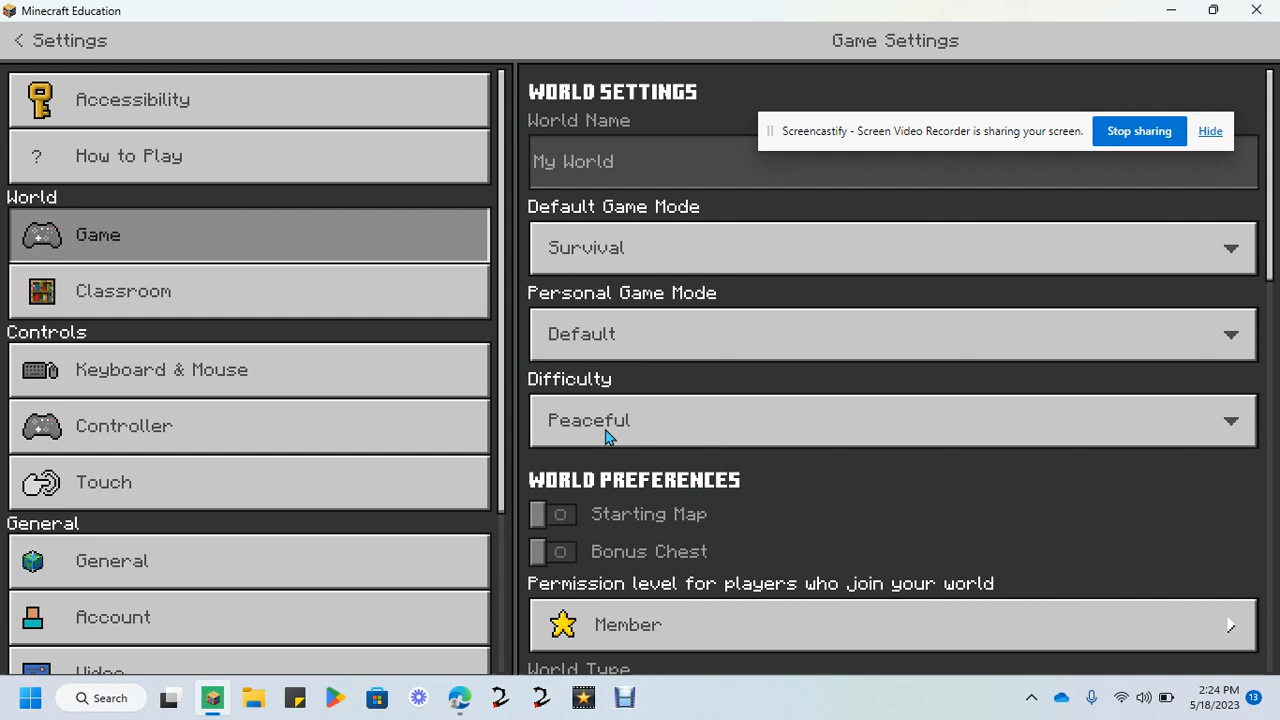 Minecraft Education
Settings
Game Settings
Accessibility
? How to Play
World
Game
Classroom
Controls
Keyboard & Mouse
Controller
Touch
General
General
Account
Video
WORLD SETTINGS
World Name
Screencastify - Screen Video Recorder is sharing your screen.
Stop sharing
Hide
My World
Default Game Mode
Survival
Personal Game Mode
Default
Difficulty
Peaceful
WORLD PREFERENCES
Starting Map
Bonus Chest
Permission level for players who join your world
Member
World Type
Search
2:24 PM
5/18/2023
13